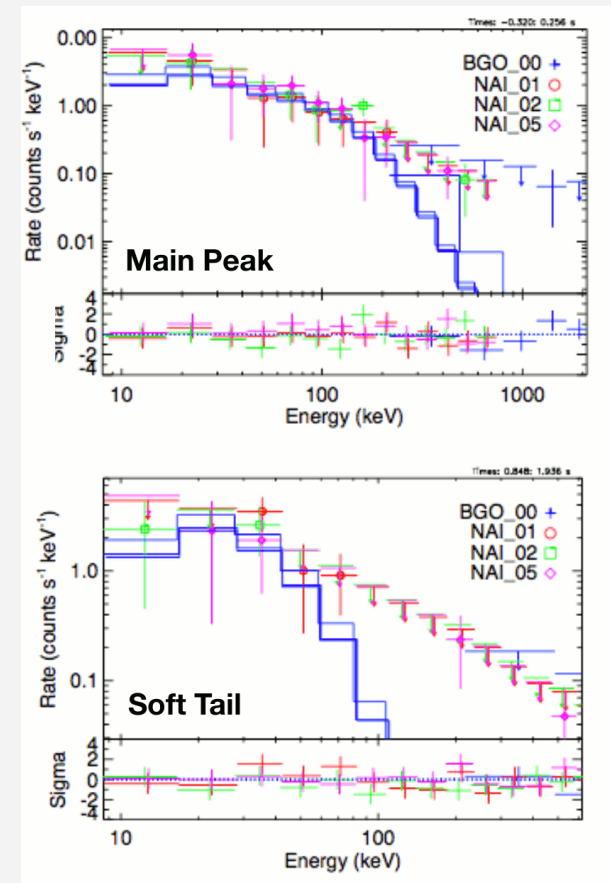 Times: -0.320: 0.256 s
0.00
1.00
0.10
0.01
Rate (counts s⁻¹ keV⁻¹)
BGO_00
NAI_01
NAI_02
NAI_05
Main Peak
4
2
0
-2
-4
Sigma
10
100
1000
Energy (keV)
Times: 0.848: 1.936 s
1.0
0.1
Rate (counts s⁻¹ keV⁻¹)
BGO_00
NAI_01
NAI_02
NAI_05
Soft Tail
4
2
0
-2
-4
Sigma
10
100
Energy (keV)